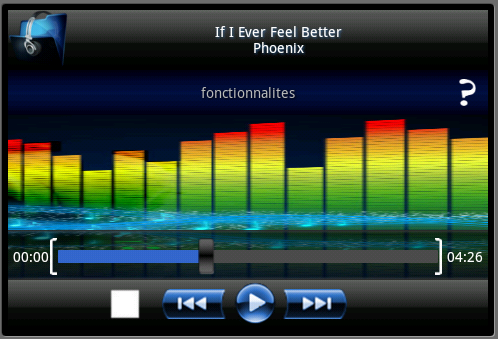 If I Ever Feel Better
Phoenix
fonctionnalites
?
00:00
04:26